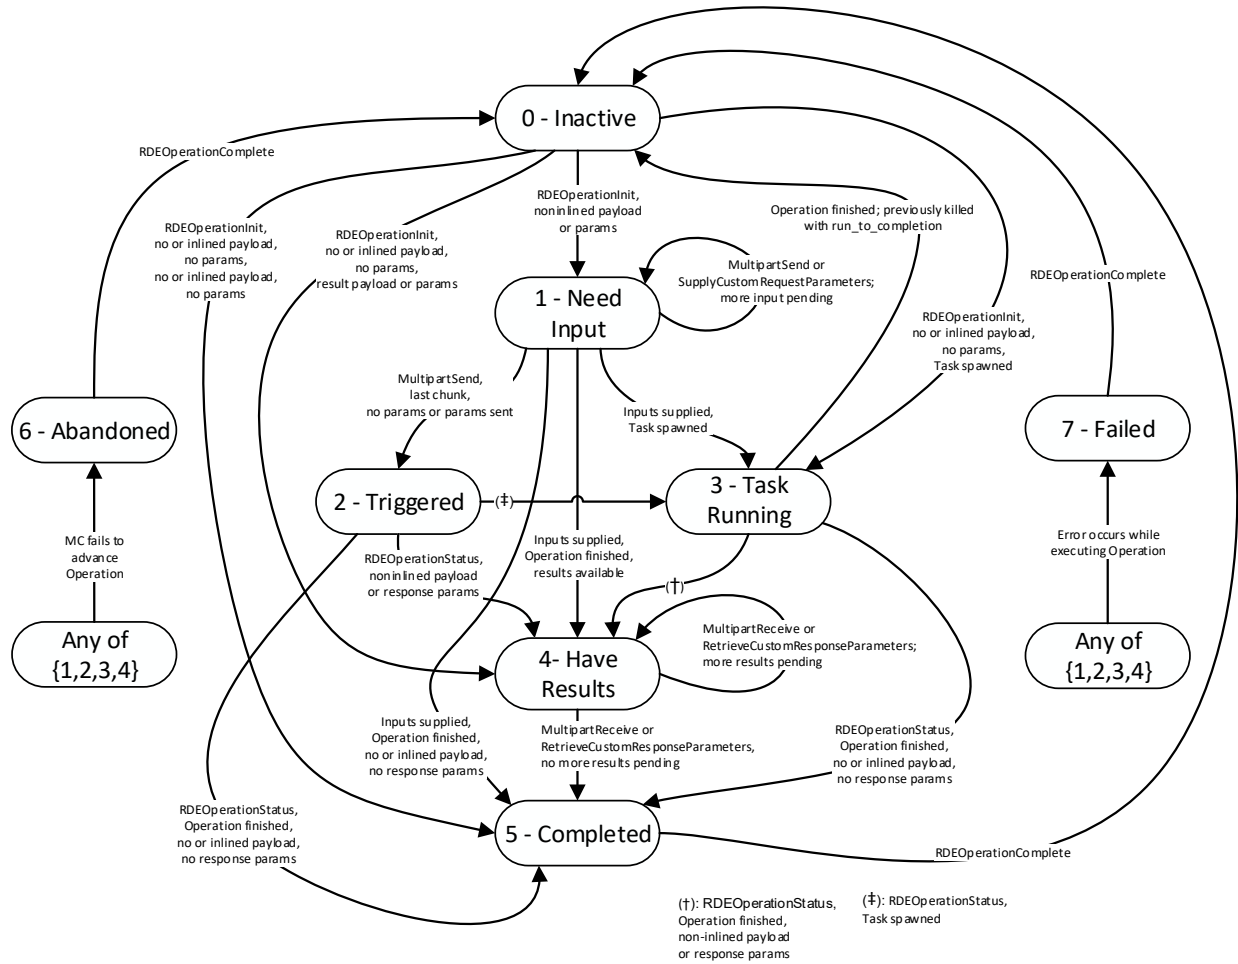 0 - Inactive
RDEOperationComplete
RDEOperationInit,
noninlined payload
or params
Operation finished; previously killed
with run_to_completion
RDEOperationInit,
no or inlined payload,
no params,
no or inlined payload,
no params
RDEOperationInit,
no or inlined payload,
no params,
result payload or params
MultipartSend or
SupplyCustomRequestParameters;
more input pending
RDEOperationComplete
1 - Need
Input
RDEOperationInit,
no or inlined payload,
no params,
Task spawned
MultipartSend,
last chunk,
no params or params sent
Inputs supplied,
Task spawned
6 - Abandoned
7 - Failed
2 - Triggered
(‡)
3 - Task
Running
MC fails to
advance
Operation
RDEOperationStatus,
noninlined payload
or response params
Inputs supplied,
Operation finished,
results available
(†)
Error occurs while
executing Operation
Any of
{1,2,3,4}
4- Have
Results
MultipartReceive or
RetrieveCustomResponseParameters;
more results pending
Any of
{1,2,3,4}
Inputs supplied,
Operation finished,
no or inlined payload,
no response params
MultipartReceive or
RetrieveCustomResponseParameters,
no more results pending
RDEOperationStatus,
Operation finished,
no or inlined payload,
no response params
RDEOperationStatus,
Operation finished,
no or inlined payload,
no response params
5 - Completed
RDEOperationComplete
(†): RDEOperationStatus,
Operation finished,
non-inlined payload
or response params
(‡): RDEOperationStatus,
Task spawned